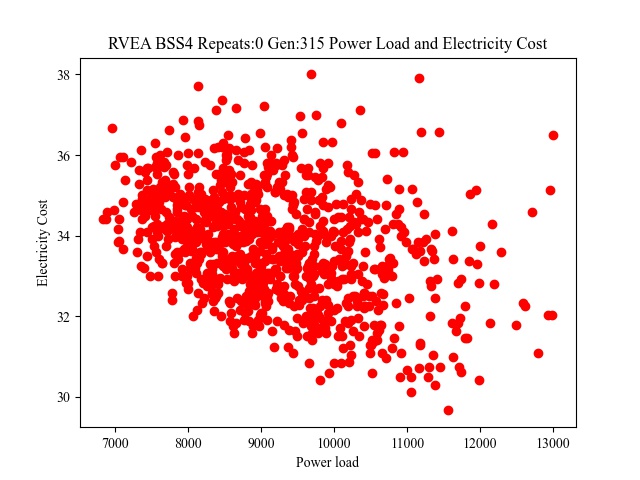 RVEA BSS4 Repeats:0 Gen:315 Power Load and Electricity Cost
38
36
34
32
30
Electricity Cost
7000 8000 9000 10000 11000 12000 13000
Power load